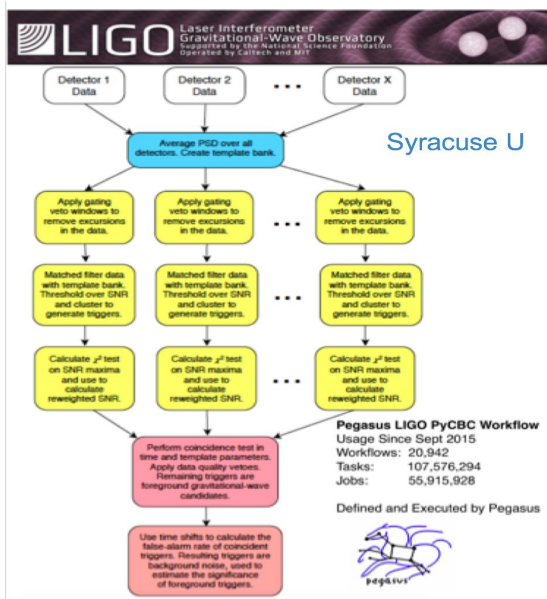 LIGO
Laser Interferometer
Gravitational-Wave Observatory
Supported by the National Science Foundation
Operated by Caltech and MIT
Detector 1
Data
Detector 2
Data
...
Detector X
Data
Average PSD over all
detectors. Create template bank.
Syracuse U
Apply gating
veto windows to
remove excursions
in the data.
Apply gating
veto windows to
remove excursions
in the data.
...
Apply gating
veto windows to
remove excursions
in the data.
Matched filter data
with template bank.
Threshold over SNR
and cluster to
generate triggers.
Matched filter data
with template bank.
Threshold over SNR
and cluster to
generate triggers.
...
Matched filter data
with template bank.
Threshold over SNR
and cluster to
generate triggers.
Calculate χ² test
on SNR maxima
and use to
calculate
reweighted SNR.
Calculate χ² test
on SNR maxima
and use to
calculate
reweighted SNR.
...
Calculate χ² test
on SNR maxima
and use to
calculate
reweighted SNR.
Perform coincidence test in
time and template parameters.
Apply data quality vetoes.
Remaining triggers are
foreground gravitational-wave
candidates.
Use time shifts to calculate the
false-alarm rate of coincident
triggers. Resulting triggers are
background noise, used to
estimate the significance
of foreground triggers.
Pegasus LIGO PyCBC Workflow
Usage Since Sept 2015
Workflows: 20,942
Tasks: 107,576,294
Jobs: 55,915,928
Defined and Executed by Pegasus
pegasus